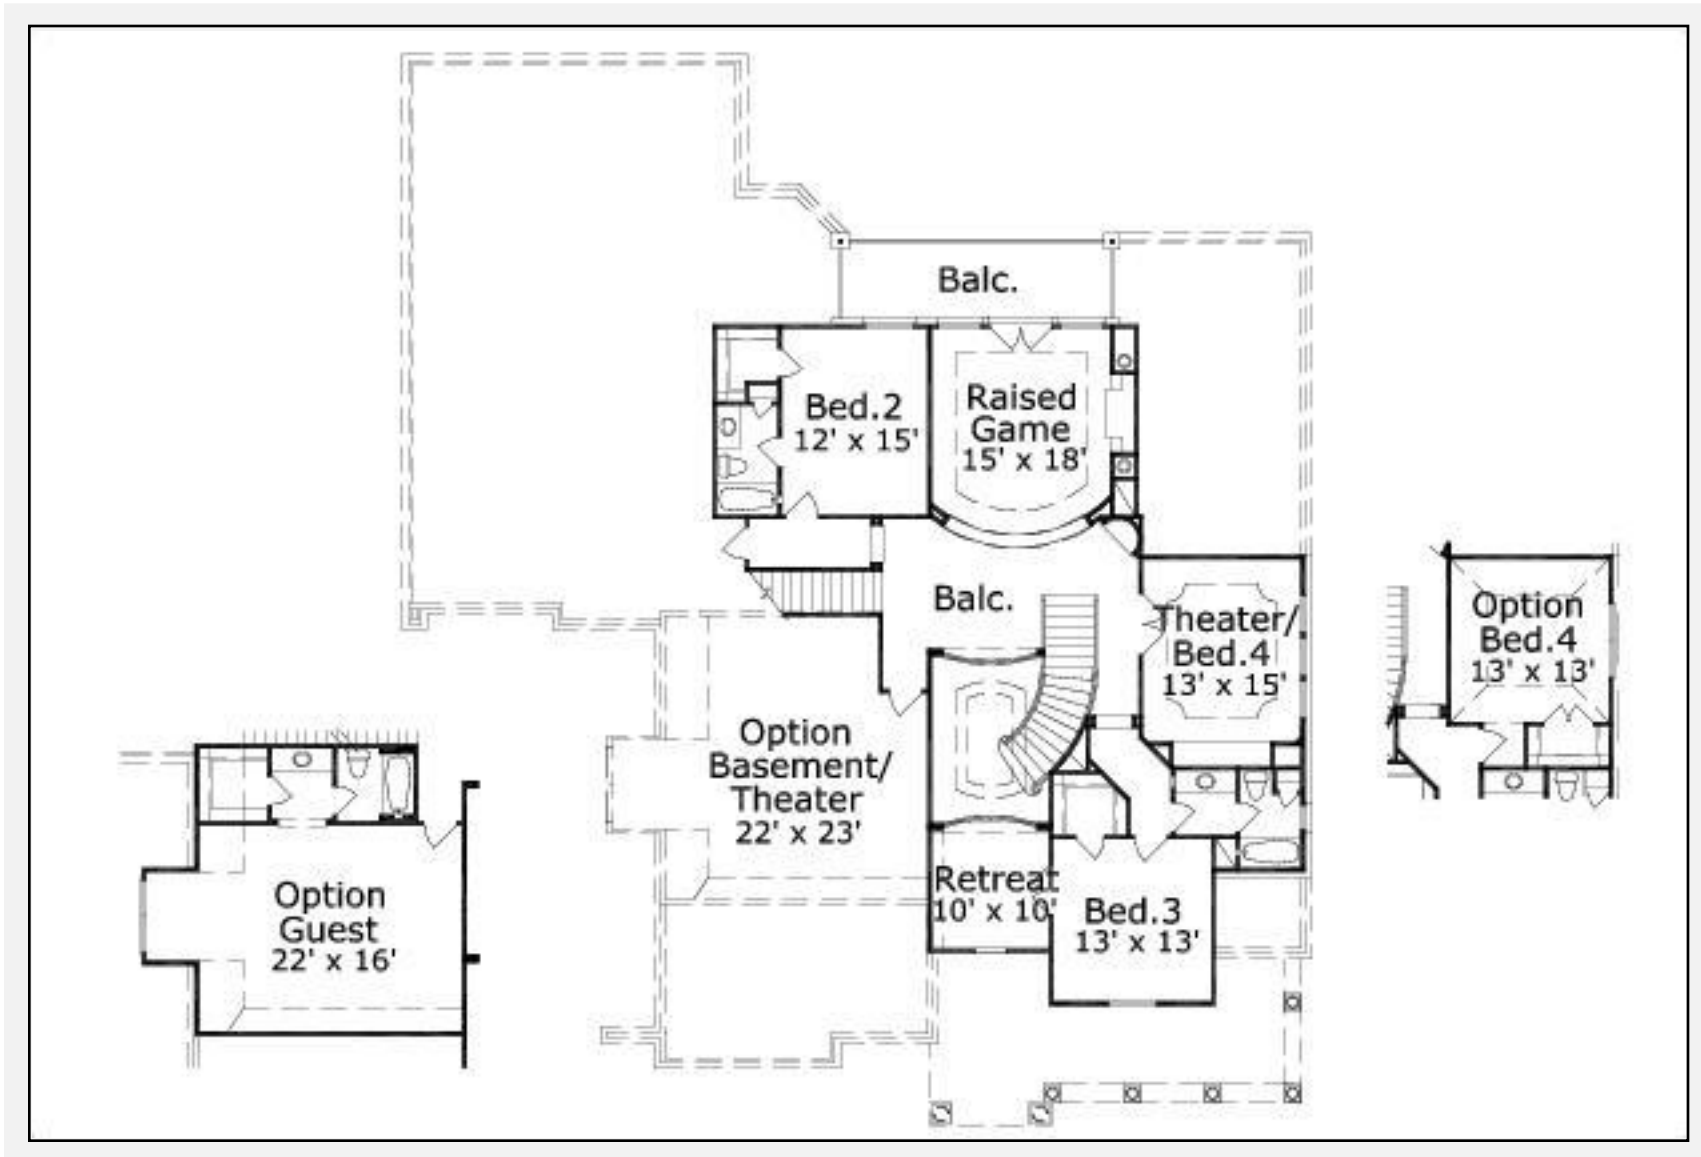 Balc.
Bed.2
12' x 15'
Raised
Game
15' x 18'
Balc.
Theater/
Bed.4
13' x 15'
Option
Bed.4
13' x 13'
Option
Basement/
Theater
22' x 23'
Option
Guest
22' x 16'
Retreat
10' x 10'
Bed.3
13' x 13'